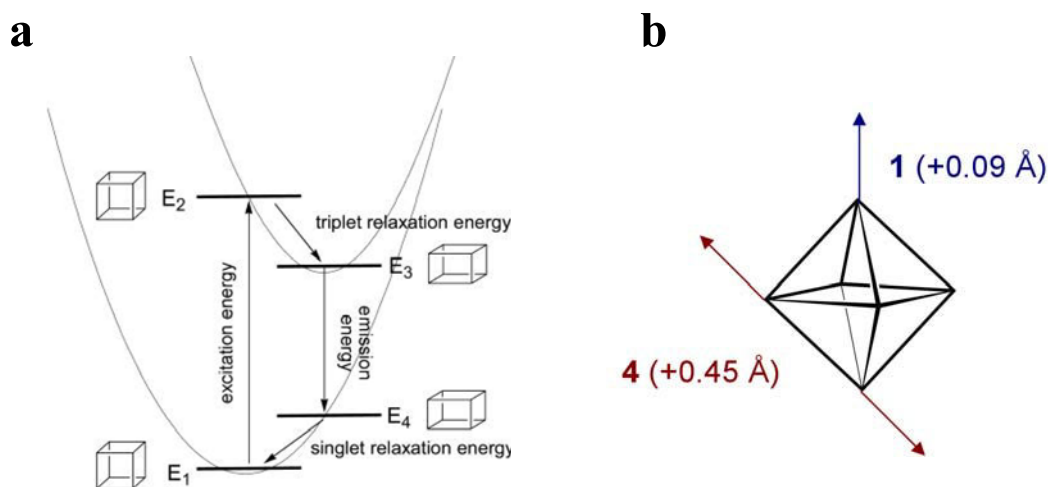 a
b
E2
triplet relaxation energy
E3
excitation energy
emission
energy
E4
singlet relaxation energy
E1
1 (+0.09 Å)
4 (+0.45 Å)